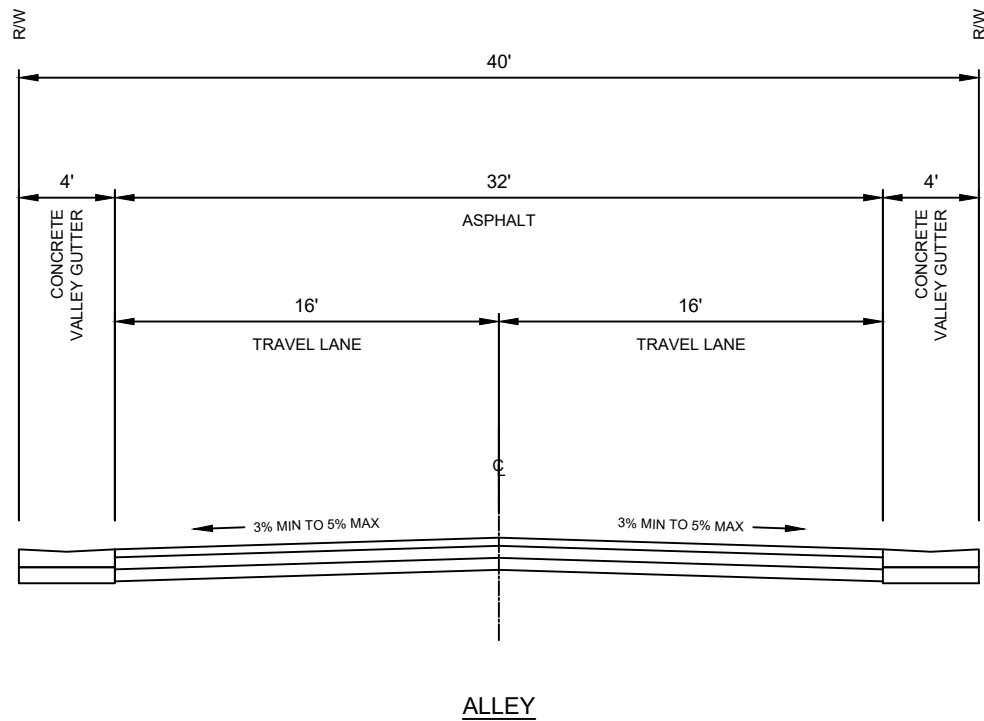 R/W
R/W
40'
4'
32'
4'
CONCRETE
VALLEY GUTTER
ASPHALT
CONCRETE
VALLEY GUTTER
16'
16'
TRAVEL LANE
TRAVEL LANE
℄
3% MIN TO 5% MAX
3% MIN TO 5% MAX
ALLEY